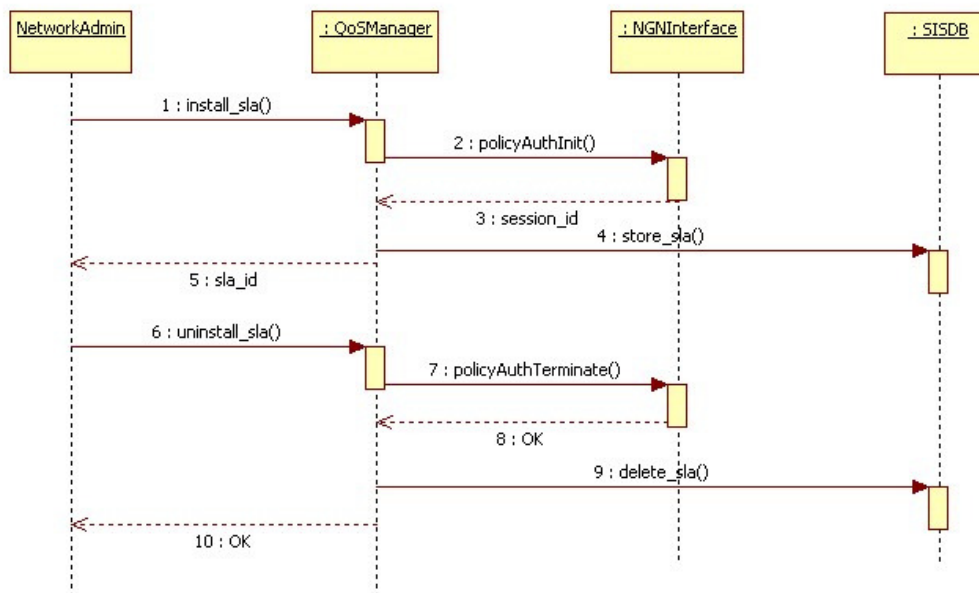 NetworkAdmin
: QoSManager
: NGNInterface
: SISDB
1 : install_sla()
2 : policyAuthInit()
3 : session_id
4 : store_sla()
5 : sla_id
6 : uninstall_sla()
7 : policyAuthTerminate()
8 : OK
9 : delete_sla()
10 : OK